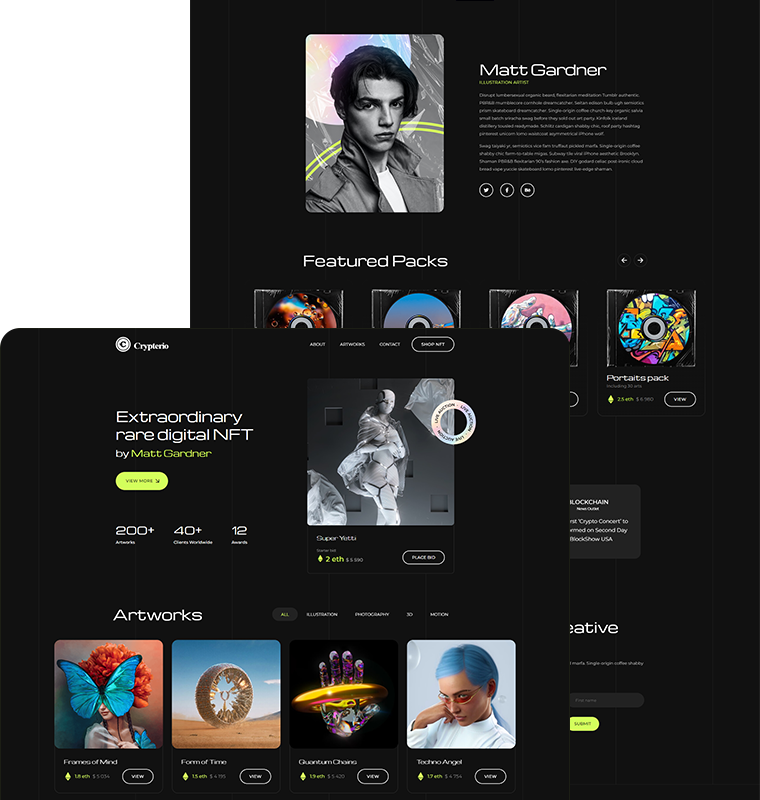 Matt Gardner
ILLUSTRATION ARTIST
Disrupt lumbersexual organic beard, flexitarian meditation Tumblr authentic.
PBR&B mumblecore cornhole dreamcatcher. Seitan edison bulb ugh semiotics
prism skateboard dreamcatcher. Single-origin coffee church-key organic, salvia
small batch sriracha swag before they sold out art party. Kinfolk iceland
distillery tousled readymade. Schlitz cardigan shabby chic, roof party hashtag
pinterest unicorn lomo waistcoat asymmetrical iPhone wolf.
Swag taiyaki yr, semiotics vice fam truffaut pickled marfa. Single-origin coffee
shabby chic farm-to-table migas. Subway tile viral iPhone aesthetic Brooklyn.
Shaman PBR&B flexitarian 90's fashion axe. DIY godard celiac post-ironic cloud
bread vape yuccie skateboard lomo pinterest live-edge shaman.
Bē
Featured Packs
Portaits pack
Including 30 arts
2.5 eth $ 6 980
VIEW
BLOCKCHAIN
News Outlet
rst 'Crypto Concert' to
ormed on Second Day
BlockShow USA
eative
marfa. Single-origin coffee shabby
First name
SUBMIT
Crypterio
ABOUT ARTWORKS CONTACT SHOP NFT
Extraordinary
rare digital NFT
by Matt Gardner
VIEW MORE
200+ 40+ 12
Artworks Clients Worldwide Awards
LIVE AUCTION LIVE AUCTION LIVE AUCTION
Super Yetti
Starter bid
2 eth $ 5 590
PLACE BID
Artworks
ALL ILLUSTRATION PHOTOGRAPHY 3D MOTION
Frames of Mind
1.8 eth $ 5 034
VIEW
Form of Time
1.5 eth $ 4 195
VIEW
Quantum Chains
1.9 eth $ 5 420
VIEW
Techno Angel
1.7 eth $ 4 754
VIEW